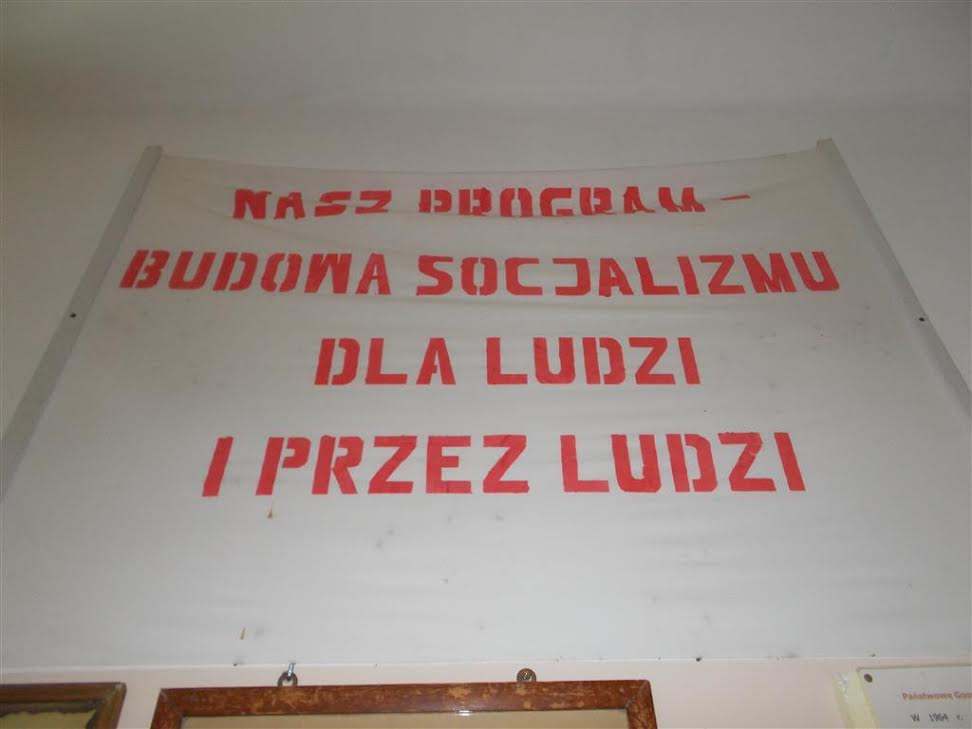 NASZ PROGRAM –
BUDOWA SOCJALIZMU
DLA LUDZI
I PRZEZ LUDZI
Państwowe
W 1964 r.